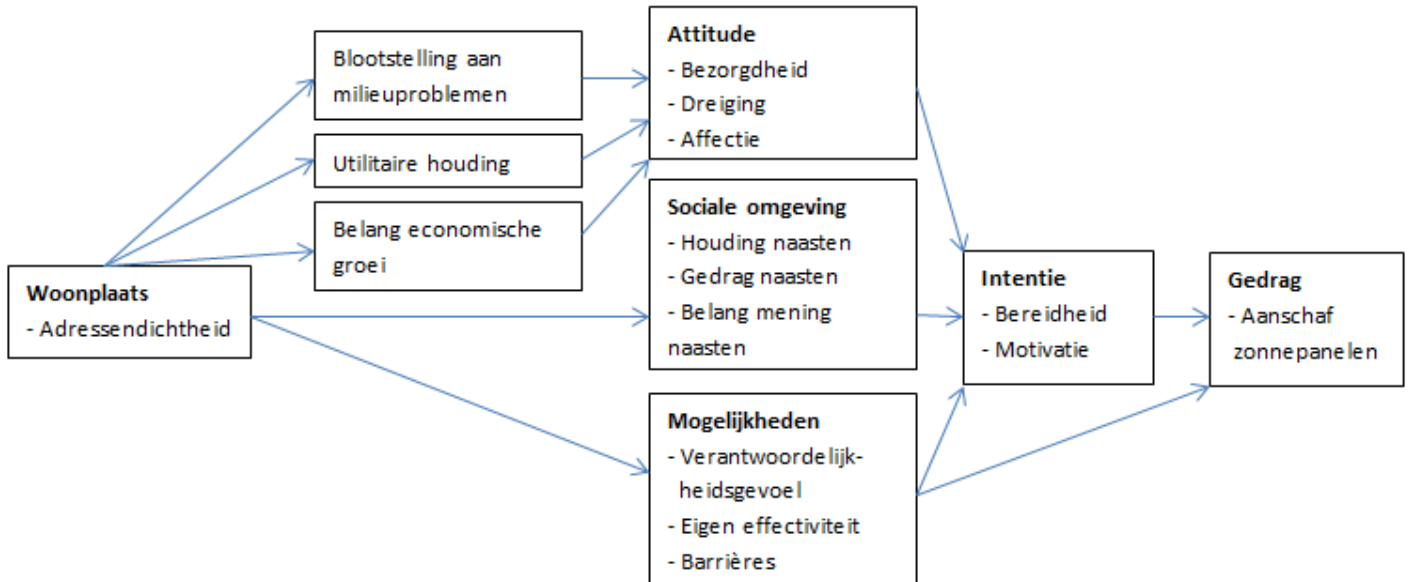 Woonplaats
- Adressendichtheid
Blootstelling aan
milieuproblemen
Utilitaire houding
Belang economische
groei
Attitude
- Bezorgdheid
- Dreiging
- Affectie
Sociale omgeving
- Houding naasten
- Gedrag naasten
- Belang mening
naasten
Mogelijkheden
- Verantwoordelijk-
heidsgevoel
- Eigen effectiviteit
- Barrières
Intentie
- Bereidheid
- Motivatie
Gedrag
- Aanschaf
zonnepanelen